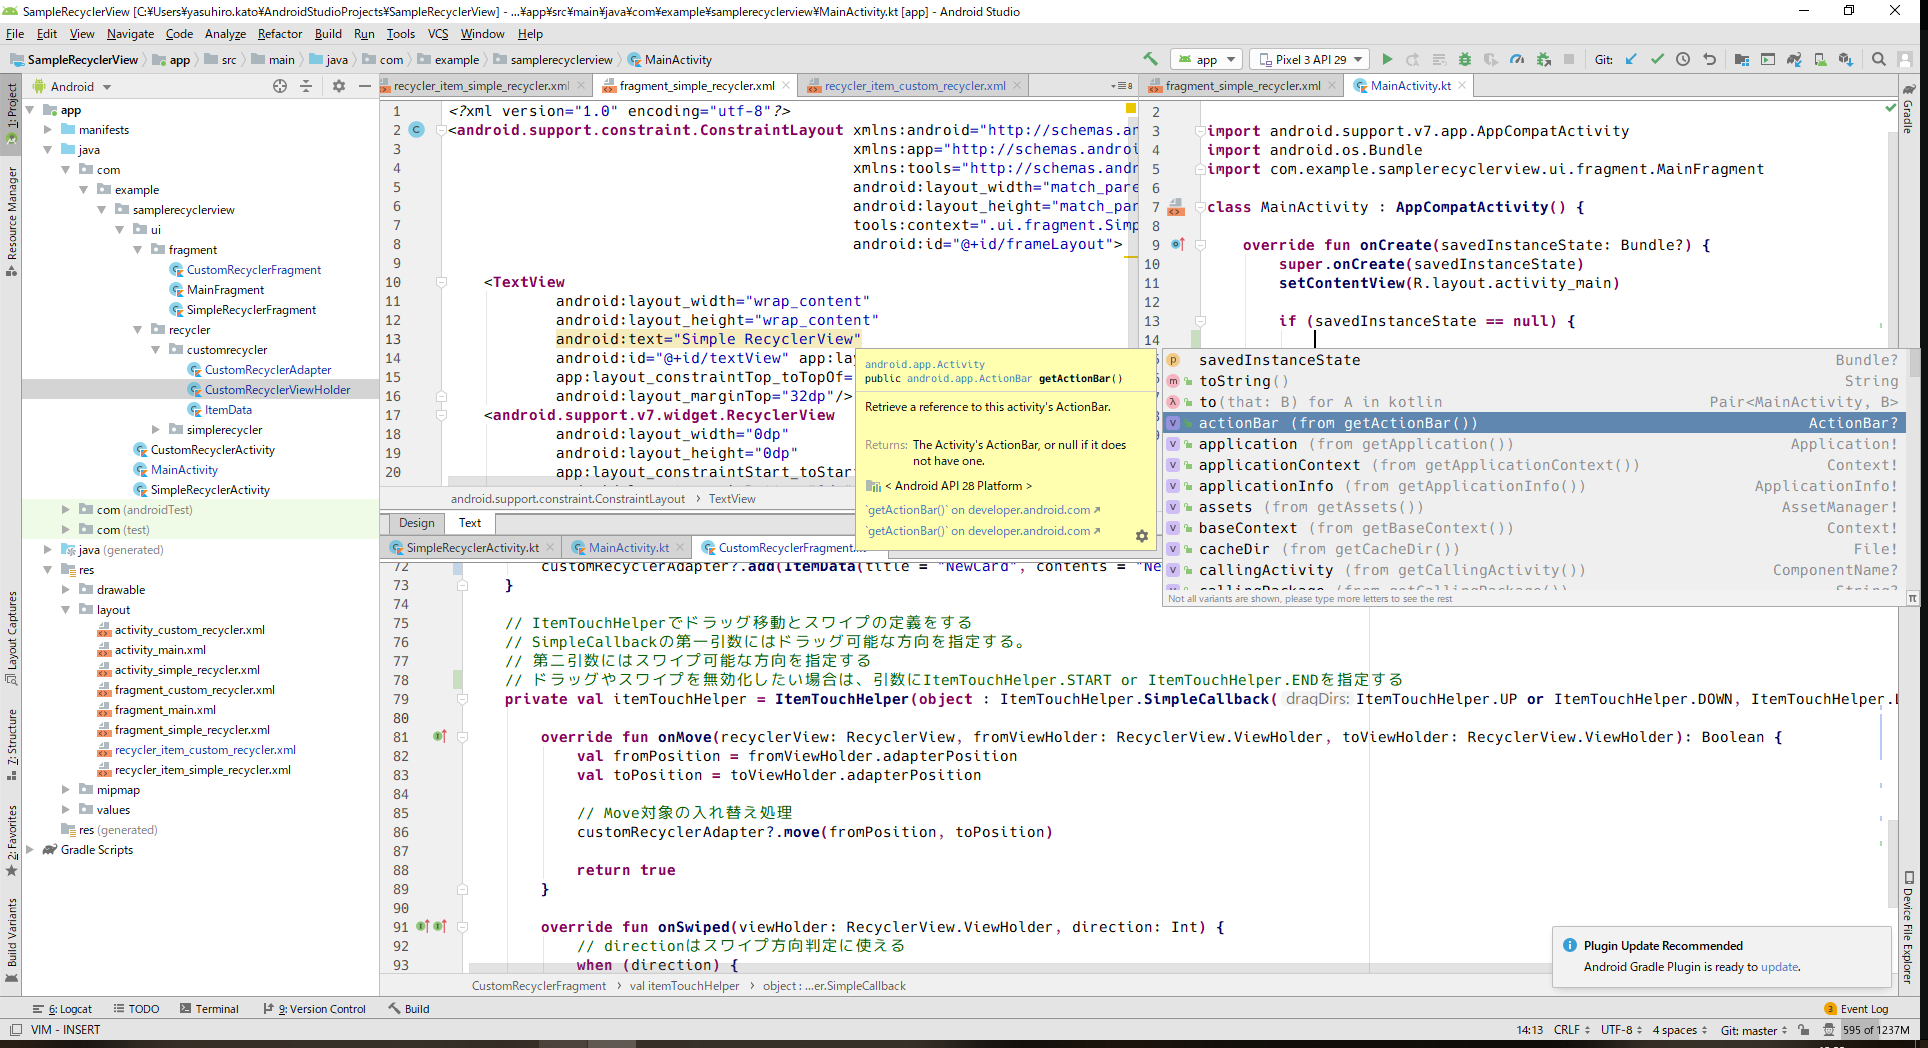 SampleRecyclerView [C:¥Users¥yasuhiro.kato¥AndroidStudioProjects¥SampleRecyclerView] - ...¥app¥src¥main¥java¥com¥example¥samplerecyclerview¥MainActivity.kt [app] - Android Studio
File Edit View Navigate Code Analyze Refactor Build Run Tools VCS Window Help
SampleRecyclerView app src main java com example samplerecyclerview MainActivity
app Pixel 3 API 29 Git:
1: Project
Resource Manager
Layout Captures
Z: Structure
2: Favorites
Build Variants
Android
app
manifests
java
com
example
samplerecyclerview
ui
fragment
CustomRecyclerFragment
MainFragment
SimpleRecyclerFragment
recycler
customrecycler
CustomRecyclerAdapter
CustomRecyclerViewHolder
ItemData
simplerecycler
CustomRecyclerActivity
MainActivity
SimpleRecyclerActivity
com (androidTest)
com (test)
java (generated)
res
drawable
layout
activity_custom_recycler.xml
activity_main.xml
activity_simple_recycler.xml
fragment_custom_recycler.xml
fragment_main.xml
fragment_simple_recycler.xml
recycler_item_custom_recycler.xml
recycler_item_simple_recycler.xml
mipmap
values
res (generated)
Gradle Scripts
recycler_item_simple_recycler.xml fragment_simple_recycler.xml recycler_item_custom_recycler.xml
1 <?xml version="1.0" encoding="utf-8"?>
2 <android.support.constraint.ConstraintLayout xmlns:android="http://schemas.an
3 xmlns:app="http://schemas.androi
4 xmlns:tools="http://schemas.andr
5 android:layout_width="match_pare
6 android:layout_height="match_par
7 tools:context=".ui.fragment.Simp
8 android:id="@+id/frameLayout">
9
10 <TextView
11 android:layout_width="wrap_content"
12 android:layout_height="wrap_content"
13 android:text="Simple RecyclerView"
14 android:id="@+id/textView" app:la
15 app:layout_constraintTop_toTopOf=
16 android:layout_marginTop="32dp"/>
17 <android.support.v7.widget.RecyclerView
18 android:layout_width="0dp"
19 android:layout_height="0dp"
20 app:layout_constraintStart_toStar
android.support.constraint.ConstraintLayout TextView
Design Text
fragment_simple_recycler.xml MainActivity.kt
2
3 import android.support.v7.app.AppCompatActivity
4 import android.os.Bundle
5 import com.example.samplerecyclerview.ui.fragment.MainFragment
6
7 class MainActivity : AppCompatActivity() {
8
9 override fun onCreate(savedInstanceState: Bundle?) {
10 super.onCreate(savedInstanceState)
11 setContentView(R.layout.activity_main)
12
13 if (savedInstanceState == null) {
14
android.app.Activity
public android.app.ActionBar getActionBar()
Retrieve a reference to this activity's ActionBar.
Returns: The Activity's ActionBar, or null if it does
not have one.
< Android API 28 Platform >
`getActionBar()` on developer.android.com
`getActionBar()` on developer.android.com
savedInstanceState Bundle?
toString() String
to(that: B) for A in kotlin Pair<MainActivity, B>
actionBar (from getActionBar()) ActionBar?
application (from getApplication()) Application!
applicationContext (from getApplicationContext()) Context!
applicationInfo (from getApplicationInfo()) ApplicationInfo!
assets (from getAssets()) AssetManager!
baseContext (from getBaseContext()) Context!
cacheDir (from getCacheDir()) File!
callingActivity (from getCallingActivity()) ComponentName?
callingPackage (from getCallingPackage()) String?
Not all variants are shown, please type more letters to see the rest
π
SimpleRecyclerActivity.kt MainActivity.kt CustomRecyclerFragment.k
72 customRecyclerAdapter?.add(ItemData(title = "NewCard", contents = "Ne
73 }
74
75 // ItemTouchHelperでドラッグ移動とスワイプの定義をする
76 // SimpleCallbackの第一引数にはドラッグ可能な方向を指定する。
77 // 第二引数にはスワイプ可能な方向を指定する
78 // ドラッグやスワイプを無効化したい場合は、引数にItemTouchHelper.START or ItemTouchHelper.ENDを指定する
79 private val itemTouchHelper = ItemTouchHelper(object : ItemTouchHelper.SimpleCallback( dragDirs: ItemTouchHelper.UP or ItemTouchHelper.DOWN, ItemTouchHelper.L
80
81 override fun onMove(recyclerView: RecyclerView, fromViewHolder: RecyclerView.ViewHolder, toViewHolder: RecyclerView.ViewHolder): Boolean {
82 val fromPosition = fromViewHolder.adapterPosition
83 val toPosition = toViewHolder.adapterPosition
84
85 // Move対象の入れ替え処理
86 customRecyclerAdapter?.move(fromPosition, toPosition)
87
88 return true
89 }
90
91 override fun onSwiped(viewHolder: RecyclerView.ViewHolder, direction: Int) {
92 // directionはスワイプ方向判定に使える
93 when (direction) {
CustomRecyclerFragment val itemTouchHelper object : ...er.SimpleCallback
Gradle
Device File Explorer
Plugin Update Recommended
Android Gradle Plugin is ready to update.
6: Logcat TODO Terminal 9: Version Control Build 3 Event Log
VIM - INSERT 14:13 CRLF UTF-8 4 spaces Git: master 595 of 1237M